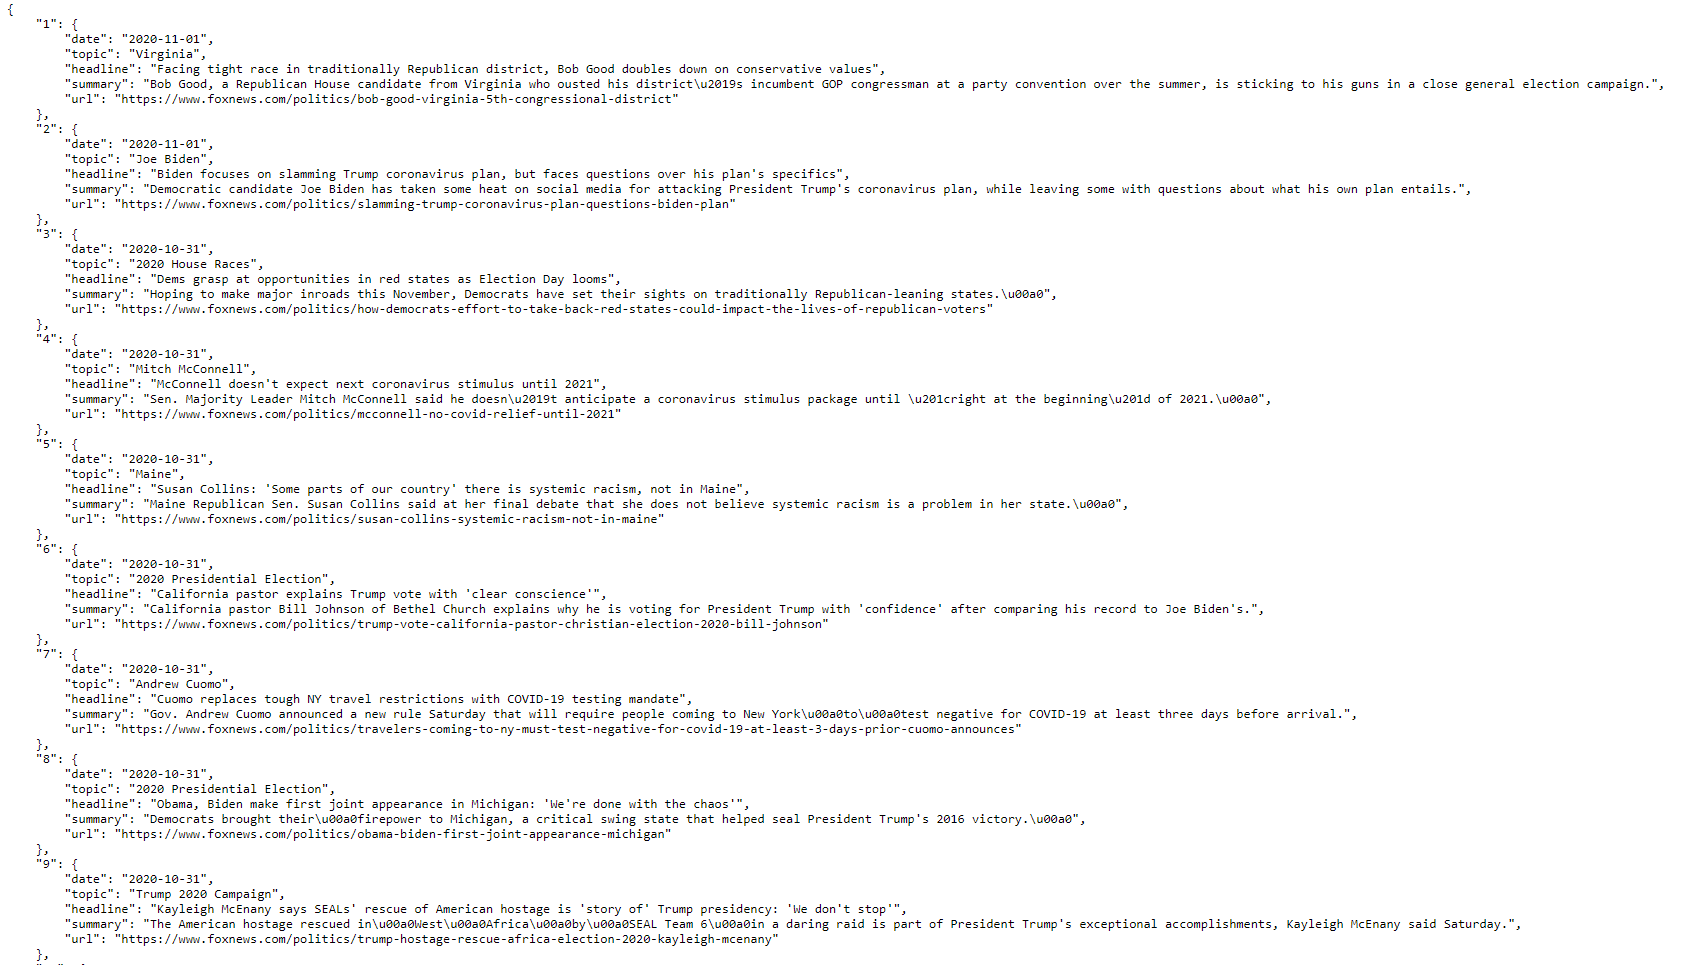 {
"1": {
"date": "2020-11-01",
"topic": "Virginia",
"headline": "Facing tight race in traditionally Republican district, Bob Good doubles down on conservative values",
"summary": "Bob Good, a Republican House candidate from Virginia who ousted his district\u2019s incumbent GOP congressman at a party convention over the summer, is sticking to his guns in a close general election campaign.",
"url": "https://www.foxnews.com/politics/bob-good-virginia-5th-congressional-district"
},
"2": {
"date": "2020-11-01",
"topic": "Joe Biden",
"headline": "Biden focuses on slamming Trump coronavirus plan, but faces questions over his plan's specifics",
"summary": "Democratic candidate Joe Biden has taken some heat on social media for attacking President Trump's coronavirus plan, while leaving some with questions about what his own plan entails.",
"url": "https://www.foxnews.com/politics/slamming-trump-coronavirus-plan-questions-biden-plan"
},
"3": {
"date": "2020-10-31",
"topic": "2020 House Races",
"headline": "Dems grasp at opportunities in red states as Election Day looms",
"summary": "Hoping to make major inroads this November, Democrats have set their sights on traditionally Republican-leaning states.\u00a0",
"url": "https://www.foxnews.com/politics/how-democrats-effort-to-take-back-red-states-could-impact-the-lives-of-republican-voters"
},
"4": {
"date": "2020-10-31",
"topic": "Mitch McConnell",
"headline": "McConnell doesn't expect next coronavirus stimulus until 2021",
"summary": "Sen. Majority Leader Mitch McConnell said he doesn\u2019t anticipate a coronavirus stimulus package until \u201cright at the beginning\u201d of 2021.\u00a0",
"url": "https://www.foxnews.com/politics/mcconnell-no-covid-relief-until-2021"
},
"5": {
"date": "2020-10-31",
"topic": "Maine",
"headline": "Susan Collins: 'Some parts of our country' there is systemic racism, not in Maine",
"summary": "Maine Republican Sen. Susan Collins said at her final debate that she does not believe systemic racism is a problem in her state.\u00a0",
"url": "https://www.foxnews.com/politics/susan-collins-systemic-racism-not-in-maine"
},
"6": {
"date": "2020-10-31",
"topic": "2020 Presidential Election",
"headline": "California pastor explains Trump vote with 'clear conscience'",
"summary": "California pastor Bill Johnson of Bethel Church explains why he is voting for President Trump with 'confidence' after comparing his record to Joe Biden's.",
"url": "https://www.foxnews.com/politics/trump-vote-california-pastor-christian-election-2020-bill-johnson"
},
"7": {
"date": "2020-10-31",
"topic": "Andrew Cuomo",
"headline": "Cuomo replaces tough NY travel restrictions with COVID-19 testing mandate",
"summary": "Gov. Andrew Cuomo announced a new rule Saturday that will require people coming to New York\u00a0to\u00a0test negative for COVID-19 at least three days before arrival.",
"url": "https://www.foxnews.com/politics/travelers-coming-to-ny-must-test-negative-for-covid-19-at-least-3-days-prior-cuomo-announces"
},
"8": {
"date": "2020-10-31",
"topic": "2020 Presidential Election",
"headline": "Obama, Biden make first joint appearance in Michigan: 'We're done with the chaos'",
"summary": "Democrats brought their\u00a0firepower to Michigan, a critical swing state that helped seal President Trump's 2016 victory.\u00a0",
"url": "https://www.foxnews.com/politics/obama-biden-first-joint-appearance-michigan"
},
"9": {
"date": "2020-10-31",
"topic": "Trump 2020 Campaign",
"headline": "Kayleigh McEnany says SEALs' rescue of American hostage is 'story of' Trump presidency: 'We don't stop'",
"summary": "The American hostage rescued in\u00a0West\u00a0Africa\u00a0by\u00a0SEAL Team 6\u00a0in a daring raid is part of President Trump's exceptional accomplishments, Kayleigh McEnany said Saturday.",
"url": "https://www.foxnews.com/politics/trump-hostage-rescue-africa-election-2020-kayleigh-mcenany"
},